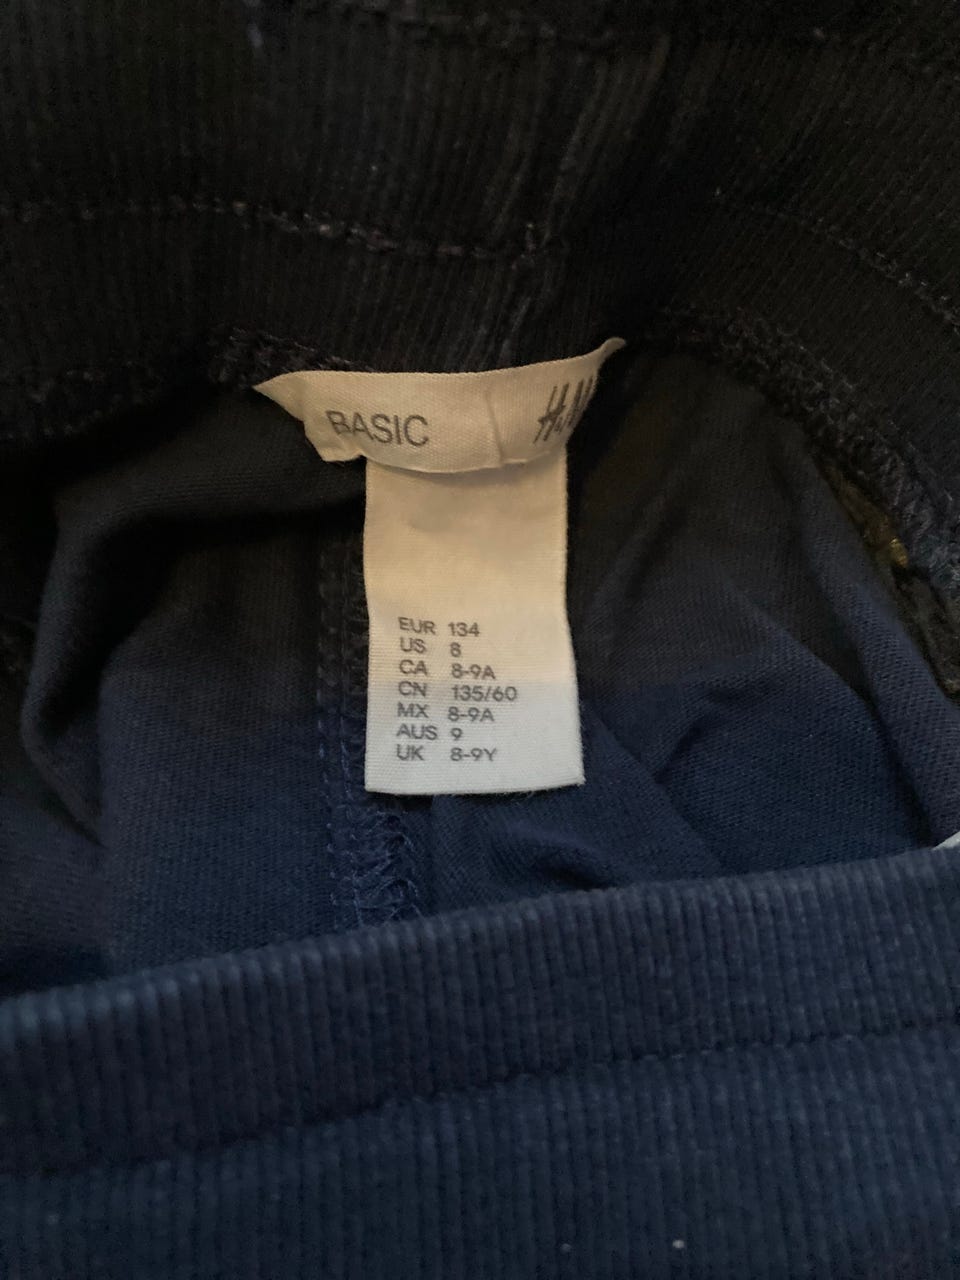 BASIC H&M
EUR 134
US 8
CA 8-9A
CN 135/60
MX 8-9A
AUS 9
UK 8-9Y